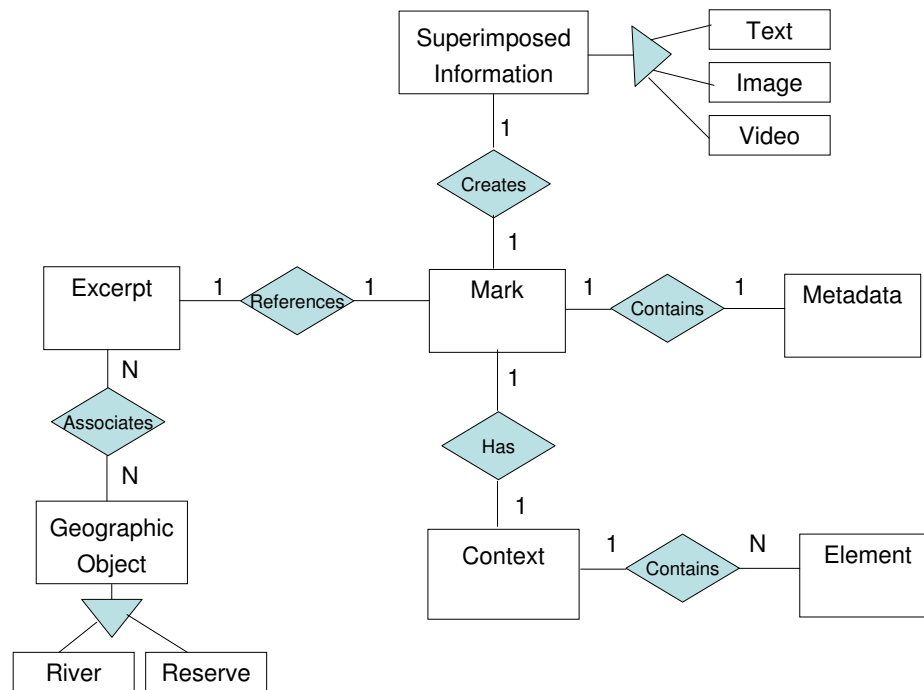 Superimposed
Information
Text
Image
Video
1
Creates
1
Excerpt
1
References
1
Mark
1
Contains
1
Metadata
N
Associates
N
1
Has
1
Geographic
Object
Context
1
Contains
N
Element
River
Reserve